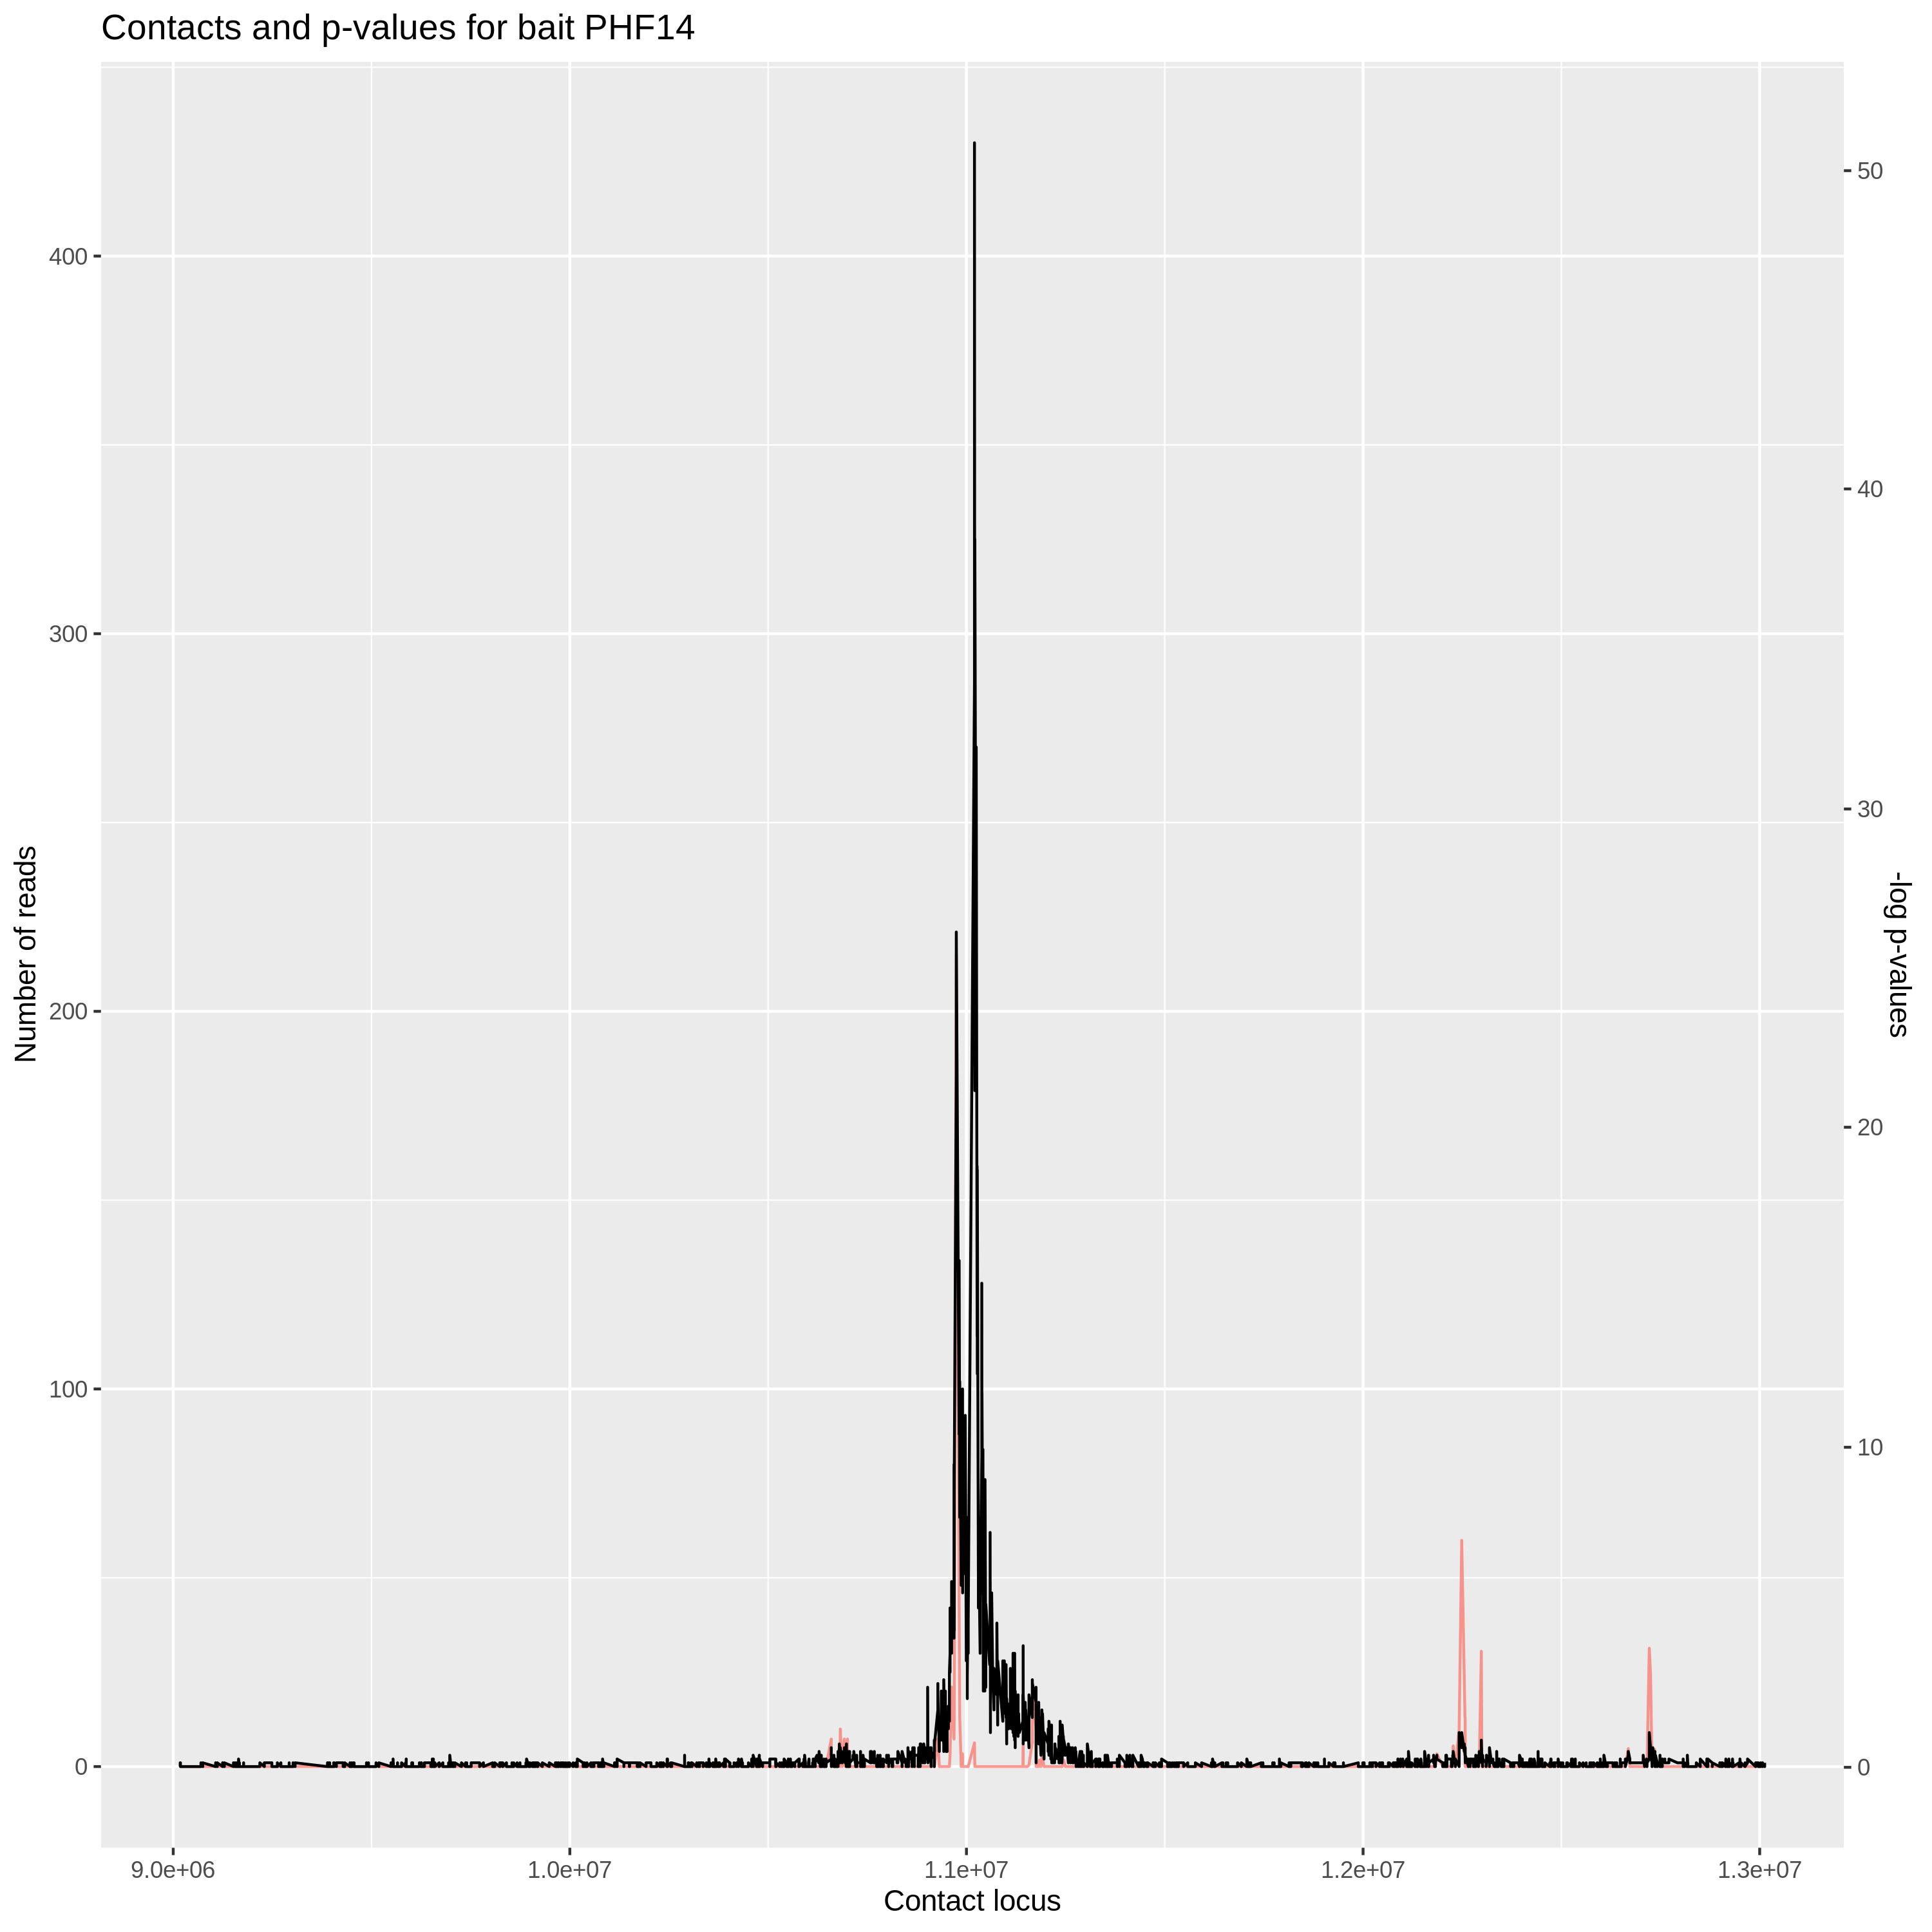 Contacts and p-values for bait PHF14
Number of reads
400
300
200
100
0
50
40
30
20
10
0
-log p-values
9.0e+06
1.0e+07
1.1e+07
1.2e+07
1.3e+07
Contact locus